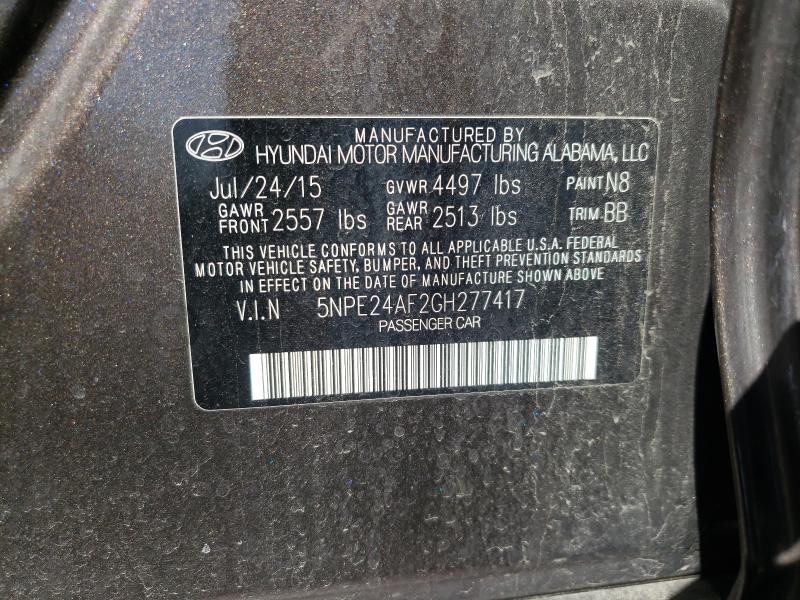 MANUFACTURED BY
HYUNDAI MOTOR MANUFACTURING ALABAMA, LLC
Jul/24/15 GVWR 4497 lbs PAINT N8
GAWR FRONT 2557 lbs GAWR REAR 2513 lbs TRIM BB
THIS VEHICLE CONFORMS TO ALL APPLICABLE U.S.A. FEDERAL
MOTOR VEHICLE SAFETY, BUMPER, AND THEFT PREVENTION STANDARDS
IN EFFECT ON THE DATE OF MANUFACTURE SHOWN ABOVE
V.I.N 5NPE24AF2GH277417
PASSENGER CAR